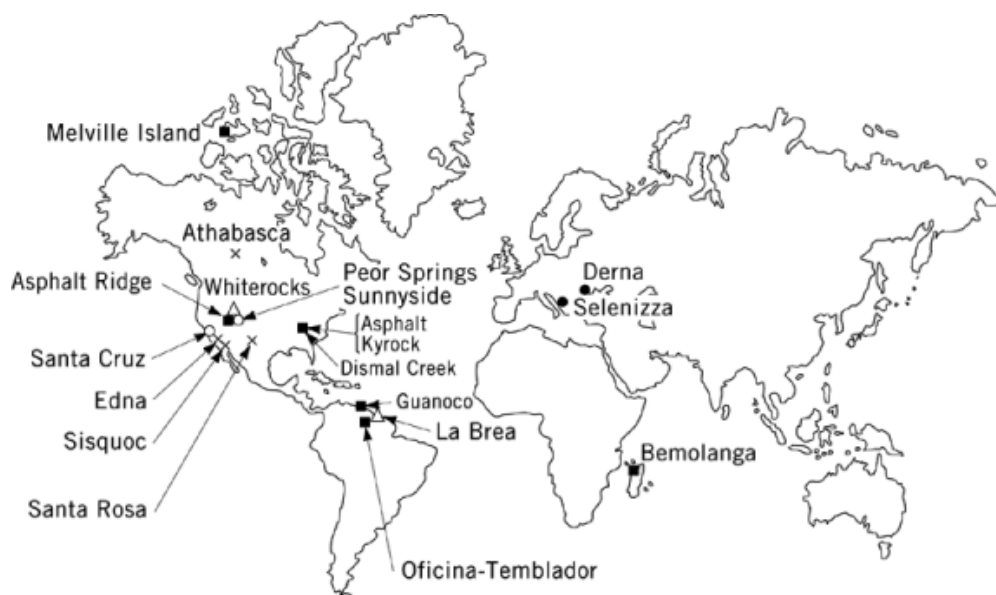 Melville Island
Athabasca
Asphalt Ridge
Whiterocks
Peor Springs
Sunnyside
Asphalt
Kyrock
Dismal Creek
Santa Cruz
Edna
Sisquoc
Santa Rosa
Guanoco
La Brea
Oficina-Temblador
Derna
Selenizza
Bemolanga